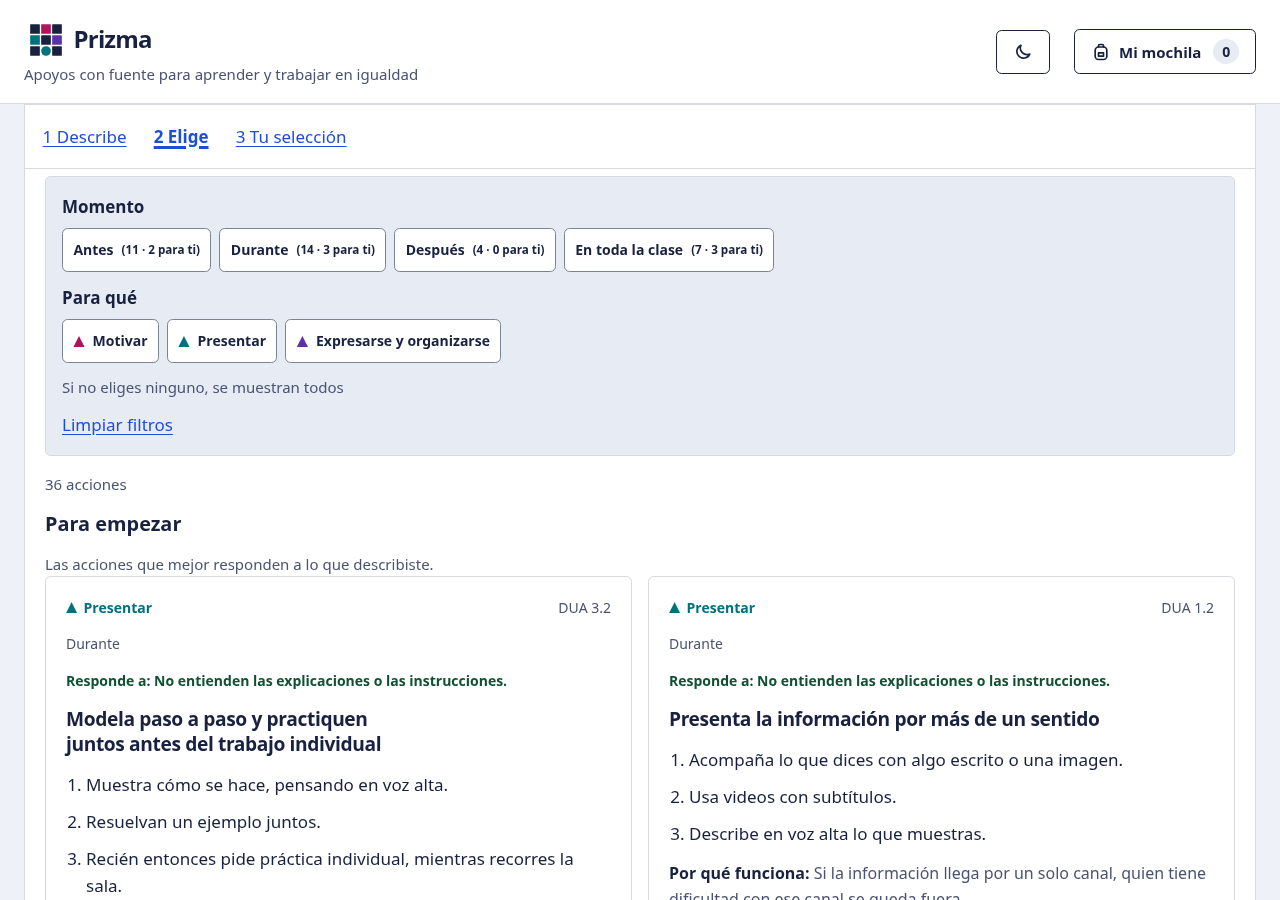 Prizma
Apoyos con fuente para aprender y trabajar en igualdad
Mi mochila 0
1 Describe 2 Elige 3 Tu selección
Momento
Antes (11 · 2 para ti) Durante (14 · 3 para ti) Después (4 · 0 para ti) En toda la clase (7 · 3 para ti)
Para qué
Motivar Presentar Expresarse y organizarse
Si no eliges ninguno, se muestran todos
Limpiar filtros
36 acciones
Para empezar
Las acciones que mejor responden a lo que describiste.
Presentar DUA 3.2
Durante
Responde a: No entienden las explicaciones o las instrucciones.
Modela paso a paso y practiquen
juntos antes del trabajo individual
1. Muestra cómo se hace, pensando en voz alta.
2. Resuelvan un ejemplo juntos.
3. Recién entonces pide práctica individual, mientras recorres la
sala.
Presentar DUA 1.2
Durante
Responde a: No entienden las explicaciones o las instrucciones.
Presenta la información por más de un sentido
1. Acompaña lo que dices con algo escrito o una imagen.
2. Usa videos con subtítulos.
3. Describe en voz alta lo que muestras.
Por qué funciona: Si la información llega por un solo canal, quien tiene
dificultad con ese canal se queda fuera.